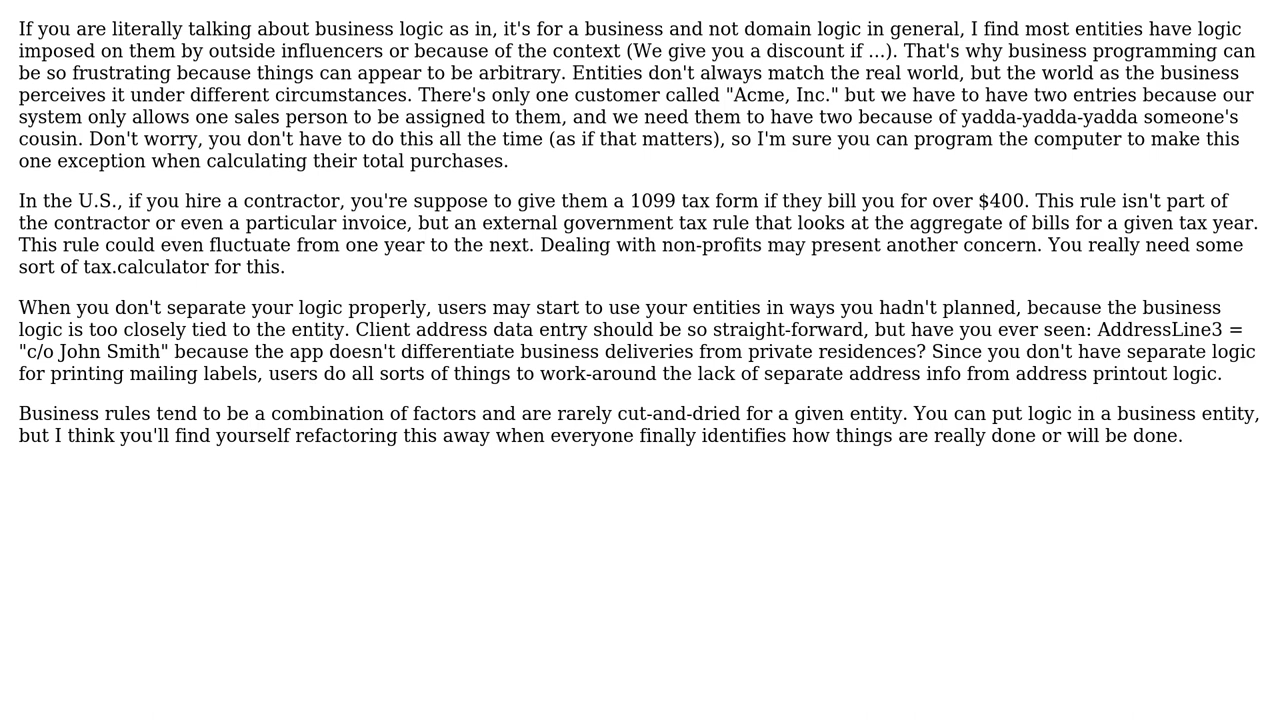 If you are literally talking about business logic as in, it's for a business and not domain logic in general, I find most entities have logic
imposed on them by outside influencers or because of the context (We give you a discount if ...). That's why business programming can
be so frustrating because things can appear to be arbitrary. Entities don't always match the real world, but the world as the business
perceives it under different circumstances. There's only one customer called "Acme, Inc." but we have to have two entries because our
system only allows one sales person to be assigned to them, and we need them to have two because of yadda-yadda-yadda someone's
cousin. Don't worry, you don't have to do this all the time (as if that matters), so I'm sure you can program the computer to make this
one exception when calculating their total purchases.
In the U.S., if you hire a contractor, you're suppose to give them a 1099 tax form if they bill you for over $400. This rule isn't part of
the contractor or even a particular invoice, but an external government tax rule that looks at the aggregate of bills for a given tax year.
This rule could even fluctuate from one year to the next. Dealing with non-profits may present another concern. You really need some
sort of tax.calculator for this.
When you don't separate your logic properly, users may start to use your entities in ways you hadn't planned, because the business
logic is too closely tied to the entity. Client address data entry should be so straight-forward, but have you ever seen: AddressLine3 =
"c/o John Smith" because the app doesn't differentiate business deliveries from private residences? Since you don't have separate logic
for printing mailing labels, users do all sorts of things to work-around the lack of separate address info from address printout logic.
Business rules tend to be a combination of factors and are rarely cut-and-dried for a given entity. You can put logic in a business entity,
but I think you'll find yourself refactoring this away when everyone finally identifies how things are really done or will be done.